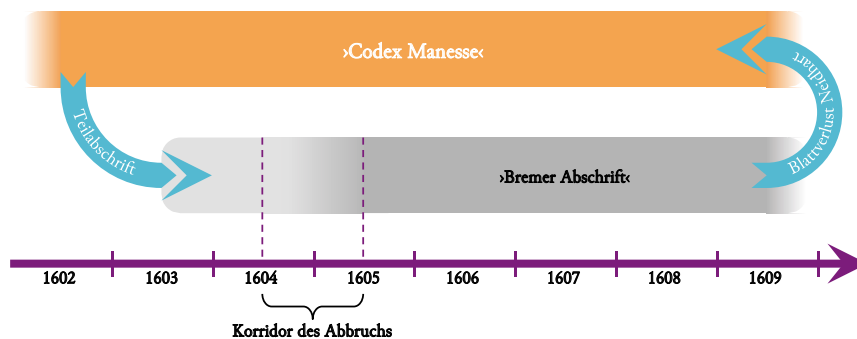 ›Codex Manesse‹
Teilabschrift
Blattverlust Neidhart
›Bremer Abschrift‹
1602 1603 1604 1605 1606 1607 1608 1609
Korridor des Abbruchs